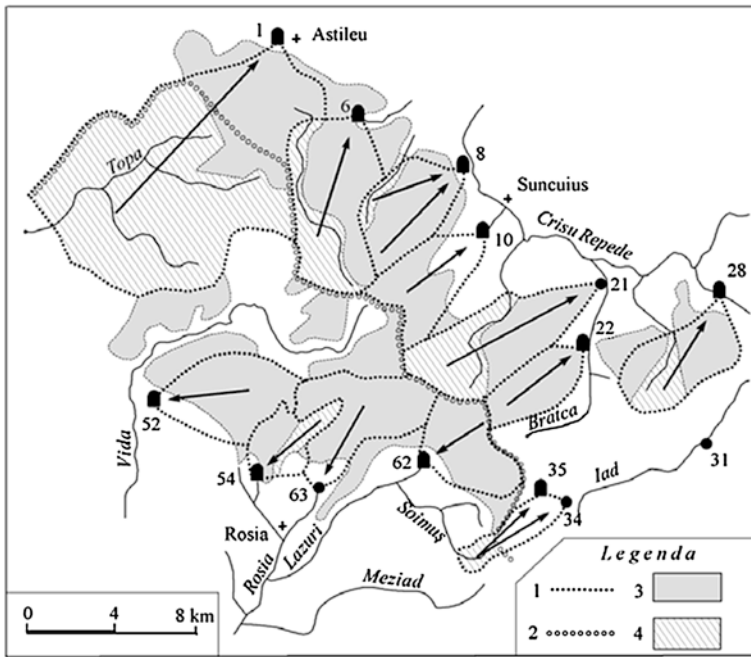 1
Astileu
6
Topa
8
Suncuius
10
Crisu Repede
28
21
22
Vida
52
Braica
62
31
54
35
Iad
63
34
Rosia
Lazuri
Soimuş
Rosia
Meziad
Legenda
0 4 8 km
1 3
2 4